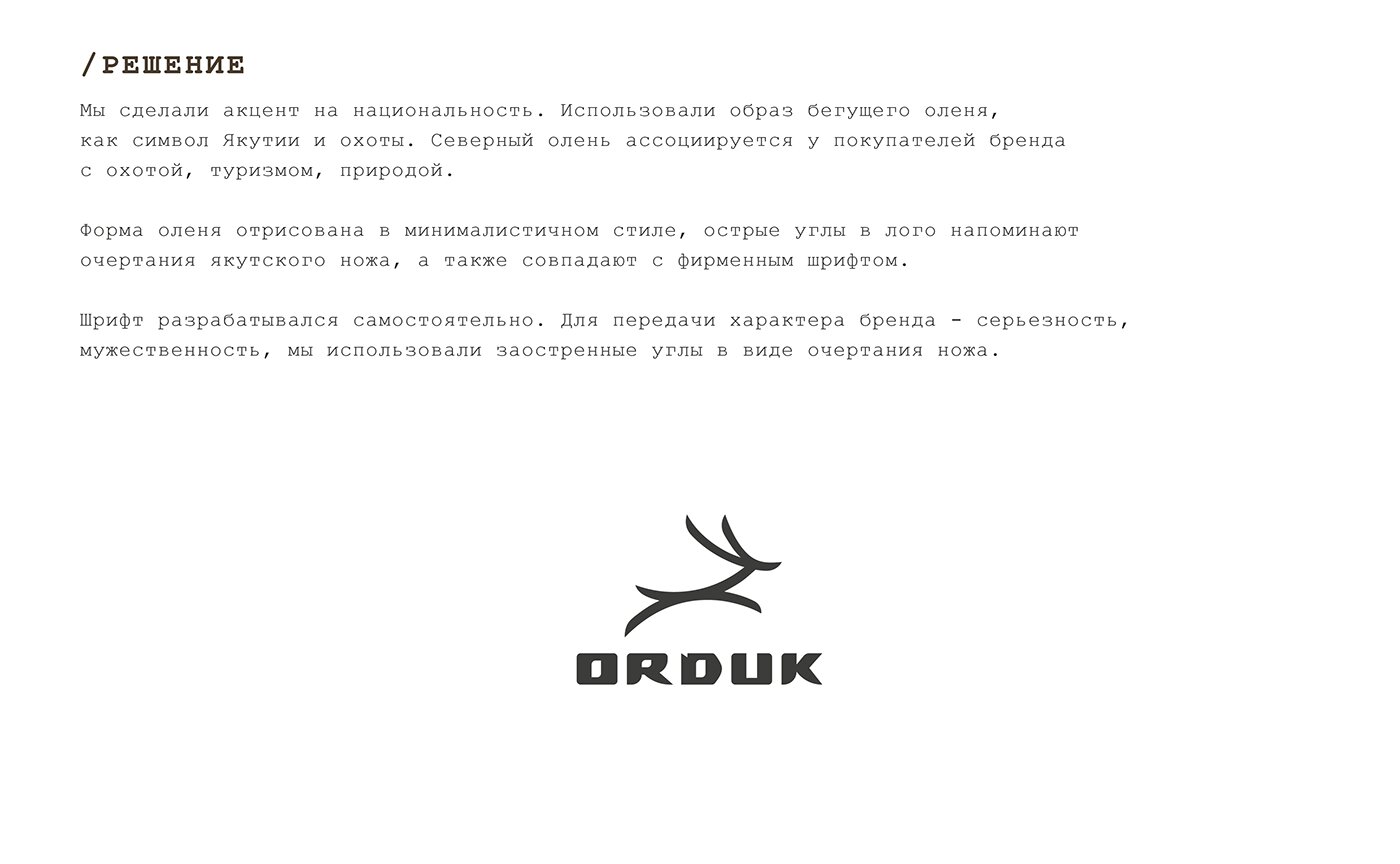 /РЕШЕНИЕ
Мы сделали акцент на национальность. Использовали образ бегущего оленя,
как символ Якутии и охоты. Северный олень ассоциируется у покупателей бренда
с охотой, туризмом, природой.
Форма оленя отрисована в минималистичном стиле, острые углы в лого напоминают
очертания якутского ножа, а также совпадают с фирменным шрифтом.
Шрифт разрабатывался самостоятельно. Для передачи характера бренда - серьезность,
мужественность, мы использовали заостренные углы в виде очертания ножа.
ORDUK